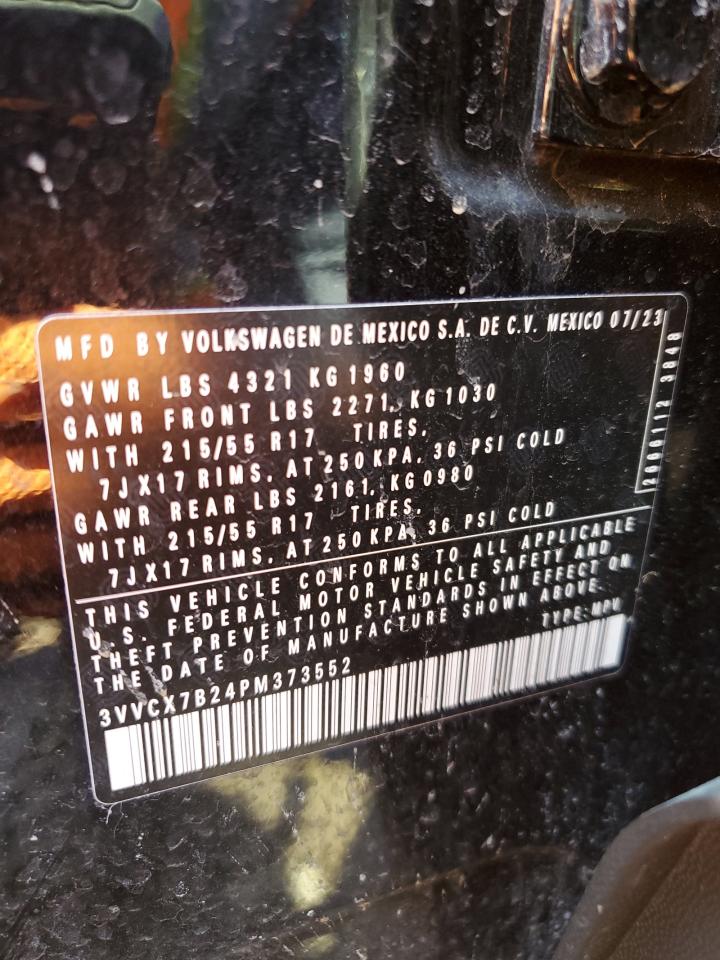 MFD BY VOLKSWAGEN DE MEXICO S.A. DE C.V. MEXICO 07/23
GVWR LBS 4321 KG 1960
GAWR FRONT LBS 2271, KG 1030
WITH 215/55 R17 TIRES,
7JX17 RIMS, AT 250 KPA, 36 PSI COLD
GAWR REAR LBS 2161, KG 0980
WITH 215/55 R17 TIRES,
7JX17 RIMS, AT 250 KPA, 36 PSI COLD
THIS VEHICLE CONFORMS TO ALL APPLICABLE
U.S. FEDERAL MOTOR VEHICLE SAFETY AND
THEFT PREVENTION STANDARDS IN EFFECT ON
THE DATE OF MANUFACTURE SHOWN ABOVE.
TYPE: MPV
3VVCX7B24PM373552